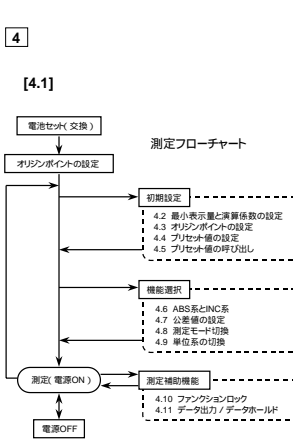 4
[4.1]
電池セット( 交換 )
測定フローチャート
オリジンポイントの設定
初期設定
4.2 最小表示量と演算係数の設定
4.3 オリジンポイントの設定
4.4 プリセット値の設定
4.5 プリセット値の呼び出し
機能選択
4.6 ABS系とINC系
4.7 公差値の設定
4.8 測定モード切換
4.9 単位系の切換
測定( 電源ON )
測定補助機能
4.10 ファンクションロック
4.11 データ出力 / データホールド
電源OFF